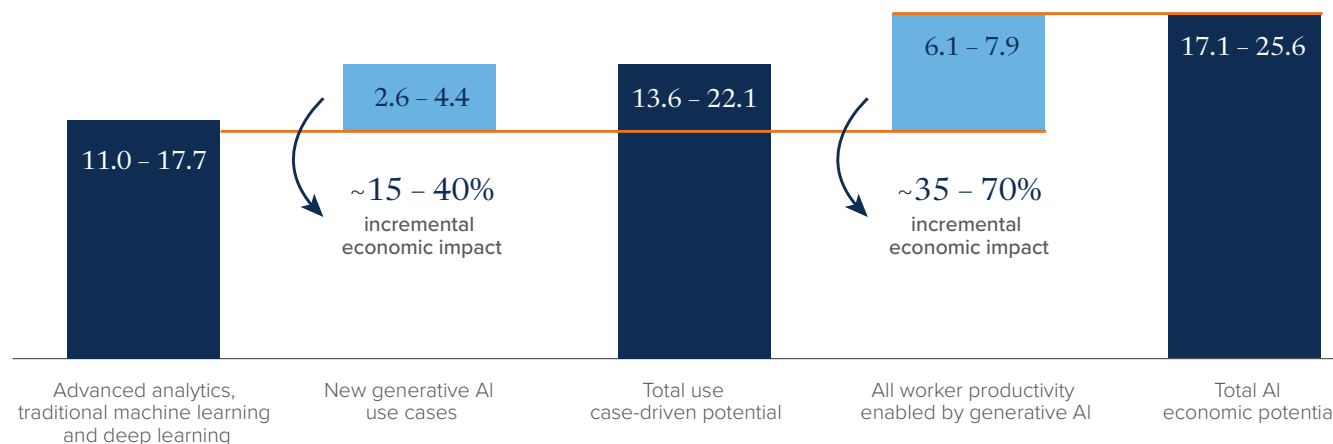 11.0 – 17.7
2.6 – 4.4
13.6 – 22.1
6.1 – 7.9
17.1 – 25.6
~15 – 40%
incremental
economic impact
~35 – 70%
incremental
economic impact
Advanced analytics,
traditional machine learning
and deep learning
New generative AI
use cases
Total use
case-driven potential
All worker productivity
enabled by generative AI
Total AI
economic potential